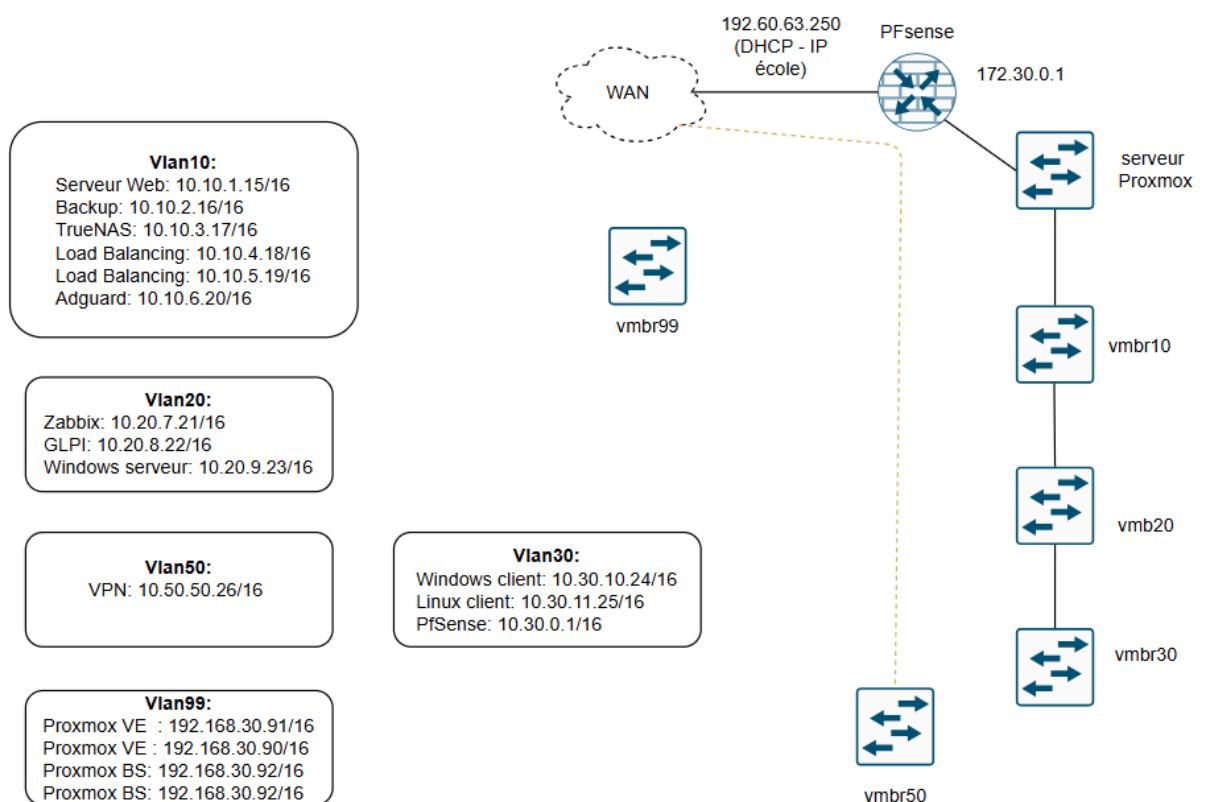 192.60.63.250
(DHCP - IP
école)
PFsense
WAN
172.30.0.1
serveur
Proxmox
Vlan10:
Serveur Web: 10.10.1.15/16
Backup: 10.10.2.16/16
TrueNAS: 10.10.3.17/16
Load Balancing: 10.10.4.18/16
Load Balancing: 10.10.5.19/16
Adguard: 10.10.6.20/16
vmbr99
vmbr10
Vlan20:
Zabbix: 10.20.7.21/16
GLPI: 10.20.8.22/16
Windows serveur: 10.20.9.23/16
vmb20
Vlan50:
VPN: 10.50.50.26/16
Vlan30:
Windows client: 10.30.10.24/16
Linux client: 10.30.11.25/16
PfSense: 10.30.0.1/16
vmbr30
Vlan99:
Proxmox VE : 192.168.30.91/16
Proxmox VE : 192.168.30.90/16
Proxmox BS: 192.168.30.92/16
Proxmox BS: 192.168.30.92/16
vmbr50